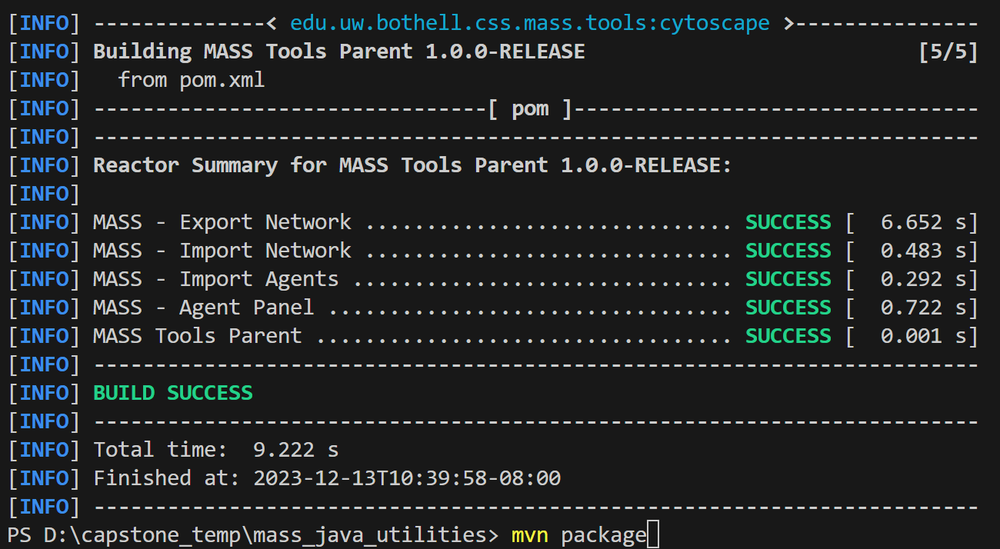 [INFO] --------------< edu.uw.bothell.css.mass.tools:cytoscape >---------------
[INFO] Building MASS Tools Parent 1.0.0-RELEASE                           [5/5]
[INFO]   from pom.xml
[INFO] --------------------------------[ pom ]---------------------------------
[INFO] ------------------------------------------------------------------------
[INFO] Reactor Summary for MASS Tools Parent 1.0.0-RELEASE:
[INFO]
[INFO] MASS - Export Network .............................. SUCCESS [  6.652 s]
[INFO] MASS - Import Network .............................. SUCCESS [  0.483 s]
[INFO] MASS - Import Agents ............................... SUCCESS [  0.292 s]
[INFO] MASS - Agent Panel ................................. SUCCESS [  0.722 s]
[INFO] MASS Tools Parent .................................. SUCCESS [  0.001 s]
[INFO] ------------------------------------------------------------------------
[INFO] BUILD SUCCESS
[INFO] ------------------------------------------------------------------------
[INFO] Total time:  9.222 s
[INFO] Finished at: 2023-12-13T10:39:58-08:00
[INFO] ------------------------------------------------------------------------
PS D:\capstone_temp\mass_java_utilities> mvn package